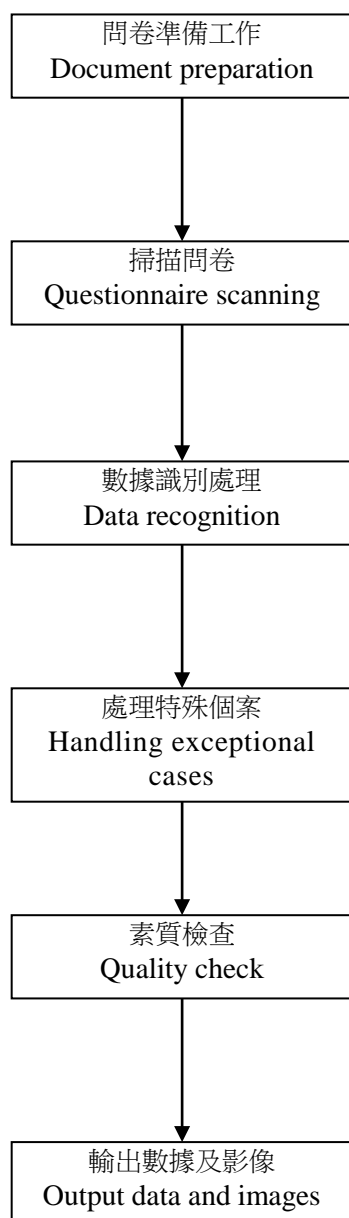 問卷準備工作
Document preparation
掃描問卷
Questionnaire scanning
數據識別處理
Data recognition
處理特殊個案
Handling exceptional
cases
素質檢查
Quality check
輸出數據及影像
Output data and images